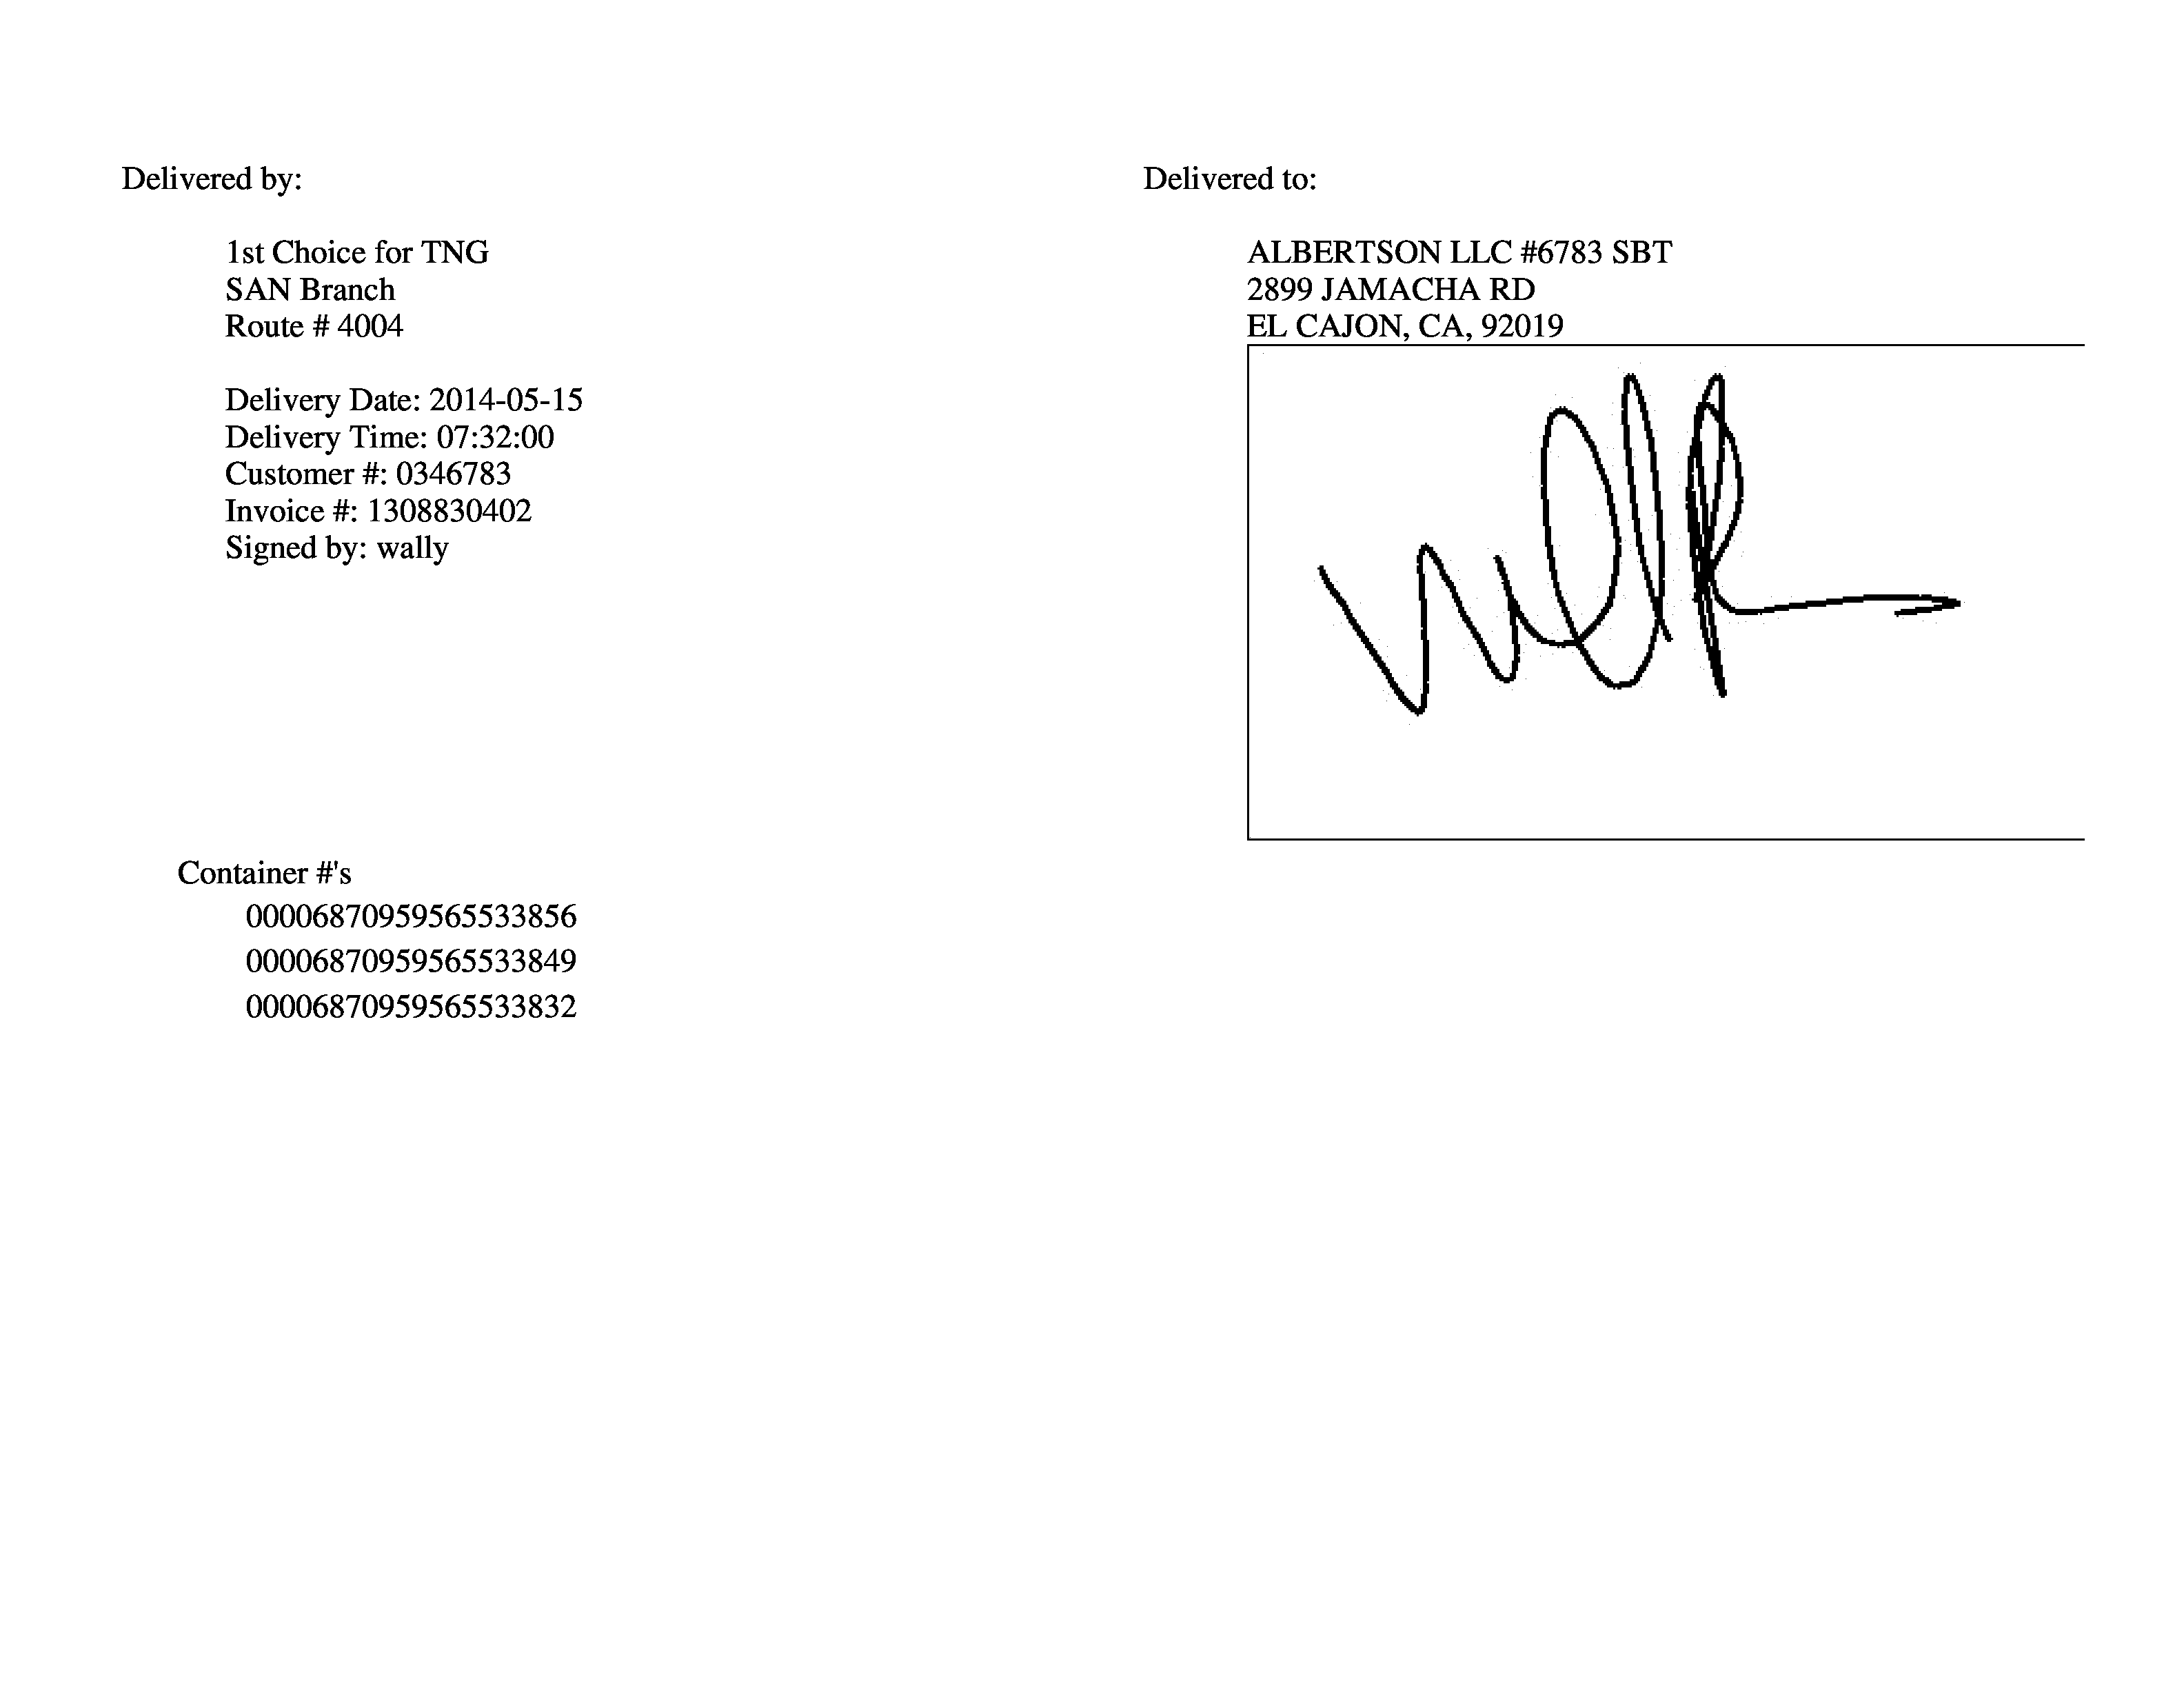 Delivered by:
1st Choice for TNG
SAN Branch
Route # 4004
Delivery Date: 2014-05-15
Delivery Time: 07:32:00
Customer #: 0346783
Invoice #: 1308830402
Signed by: wally
Delivered to:
ALBERTSON LLC #6783 SBT
2899 JAMACHA RD
EL CAJON, CA, 92019
Container #'s
00006870959565533856
00006870959565533849
00006870959565533832